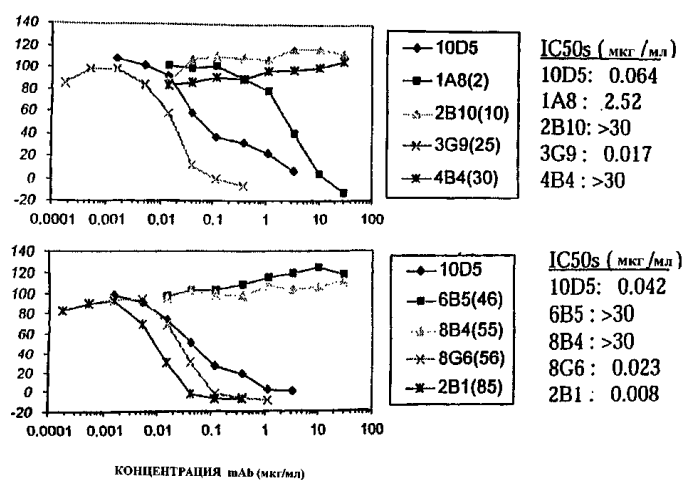 140
120
100
80
60
40
20
0
-20
0.0001 0.001 0.01 0.1 1 10 100
10D5
1A8(2)
2B10(10)
3G9(25)
4B4(30)
IC50s (мкг/мл)
10D5: 0.064
1A8 : 2.52
2B10: >30
3G9 : 0.017
4B4 : >30
140
120
100
80
60
40
20
0
-20
0.0001 0.001 0.01 0.1 1 10 100
10D5
6B5(46)
8B4(55)
8G6(56)
2B1(85)
IC50s (мкг/мл)
10D5: 0.042
6B5 : >30
8B4 : >30
8G6 : 0.023
2B1 : 0.008
КОНЦЕНТРАЦИЯ mAb (мкг/мл)